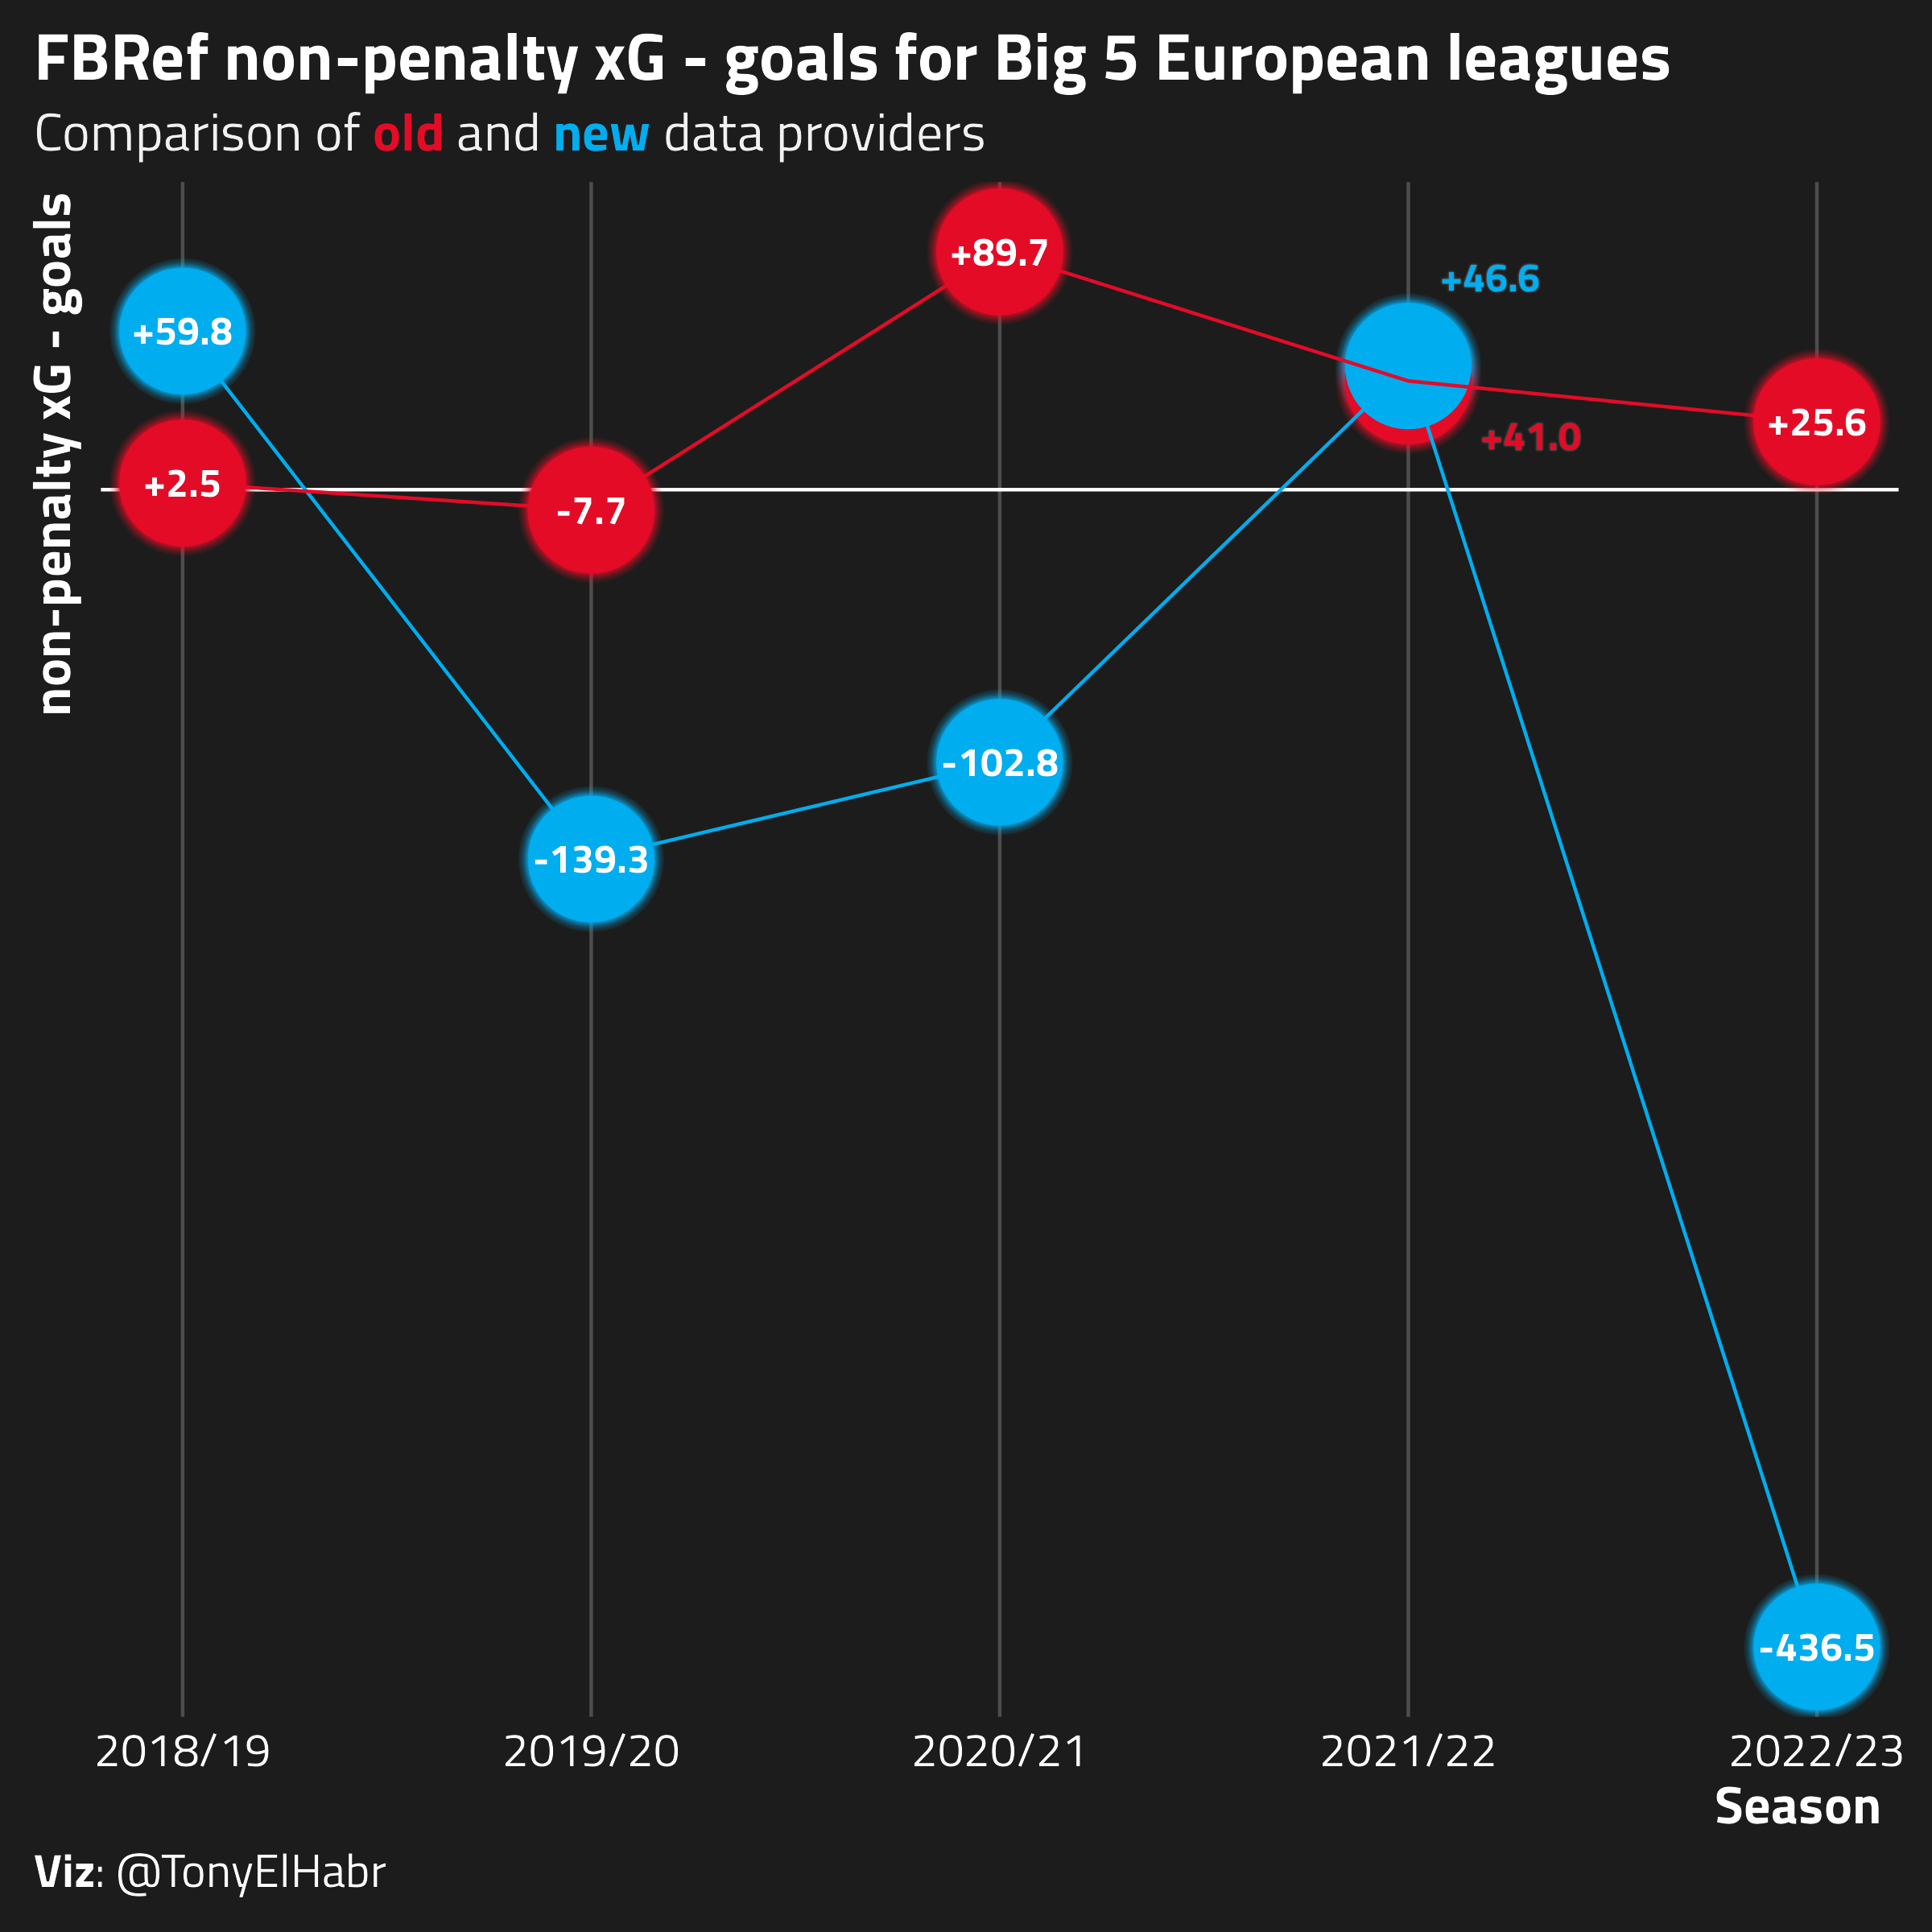 FBRef non-penalty xG - goals for Big 5 European leagues
Comparison of old and new data providers
non-penalty xG - goals
+59.8
+2.5
-7.7
-139.3
+89.7
-102.8
+46.6
+41.0
+25.6
-436.5
2018/19 2019/20 2020/21 2021/22 2022/23
Season
Viz: @TonyElHabr